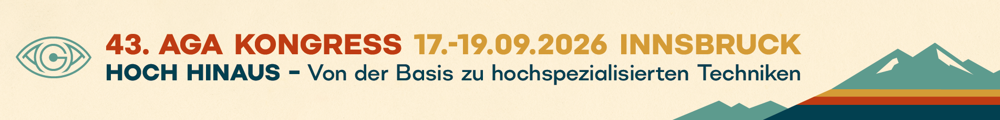 43. AGA KONGRESS 17.-19.09.2026 INNSBRUCK
HOCH HINAUS – Von der Basis zu hochspezialisierten Techniken